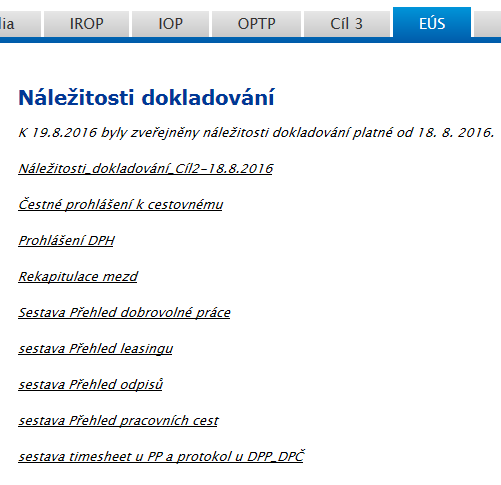 IROP IOP OPTP Cíl 3 EÚS
Náležitosti dokladování
K 19.8.2016 byly zveřejněny náležitosti dokladování platné od 18. 8. 2016.
Náležitosti_dokladování_Cíl2-18.8.2016
Čestné prohlášení k cestovnému
Prohlášení DPH
Rekapitulace mezd
Sestava Přehled dobrovolné práce
sestava Přehled leasingu
sestava Přehled odpisů
sestava Přehled pracovních cest
sestava timesheet u PP a protokol u DPP_DPČ